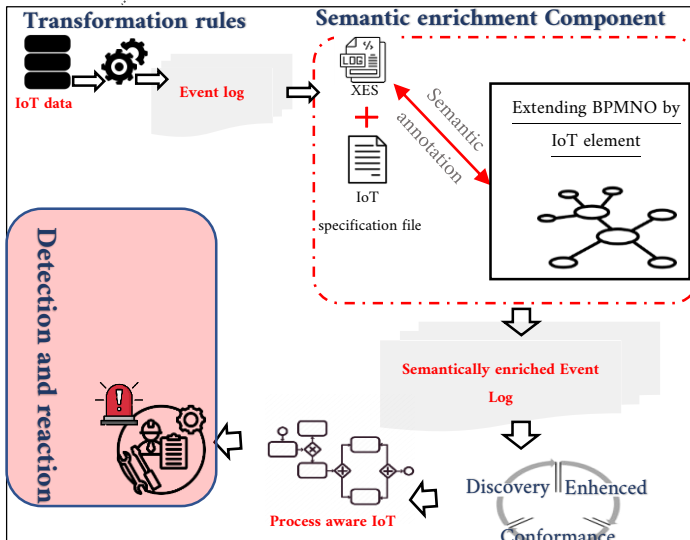 Transformation rules
Semantic enrichment Component
IoT data
Event log
LOG
XES
Semantic
annotation
IoT
specification file
Extending BPMNO by
IoT element
Semantically enriched Event
Log
Discovery
Enhenced
Conformance
Process aware IoT
Detection and reaction